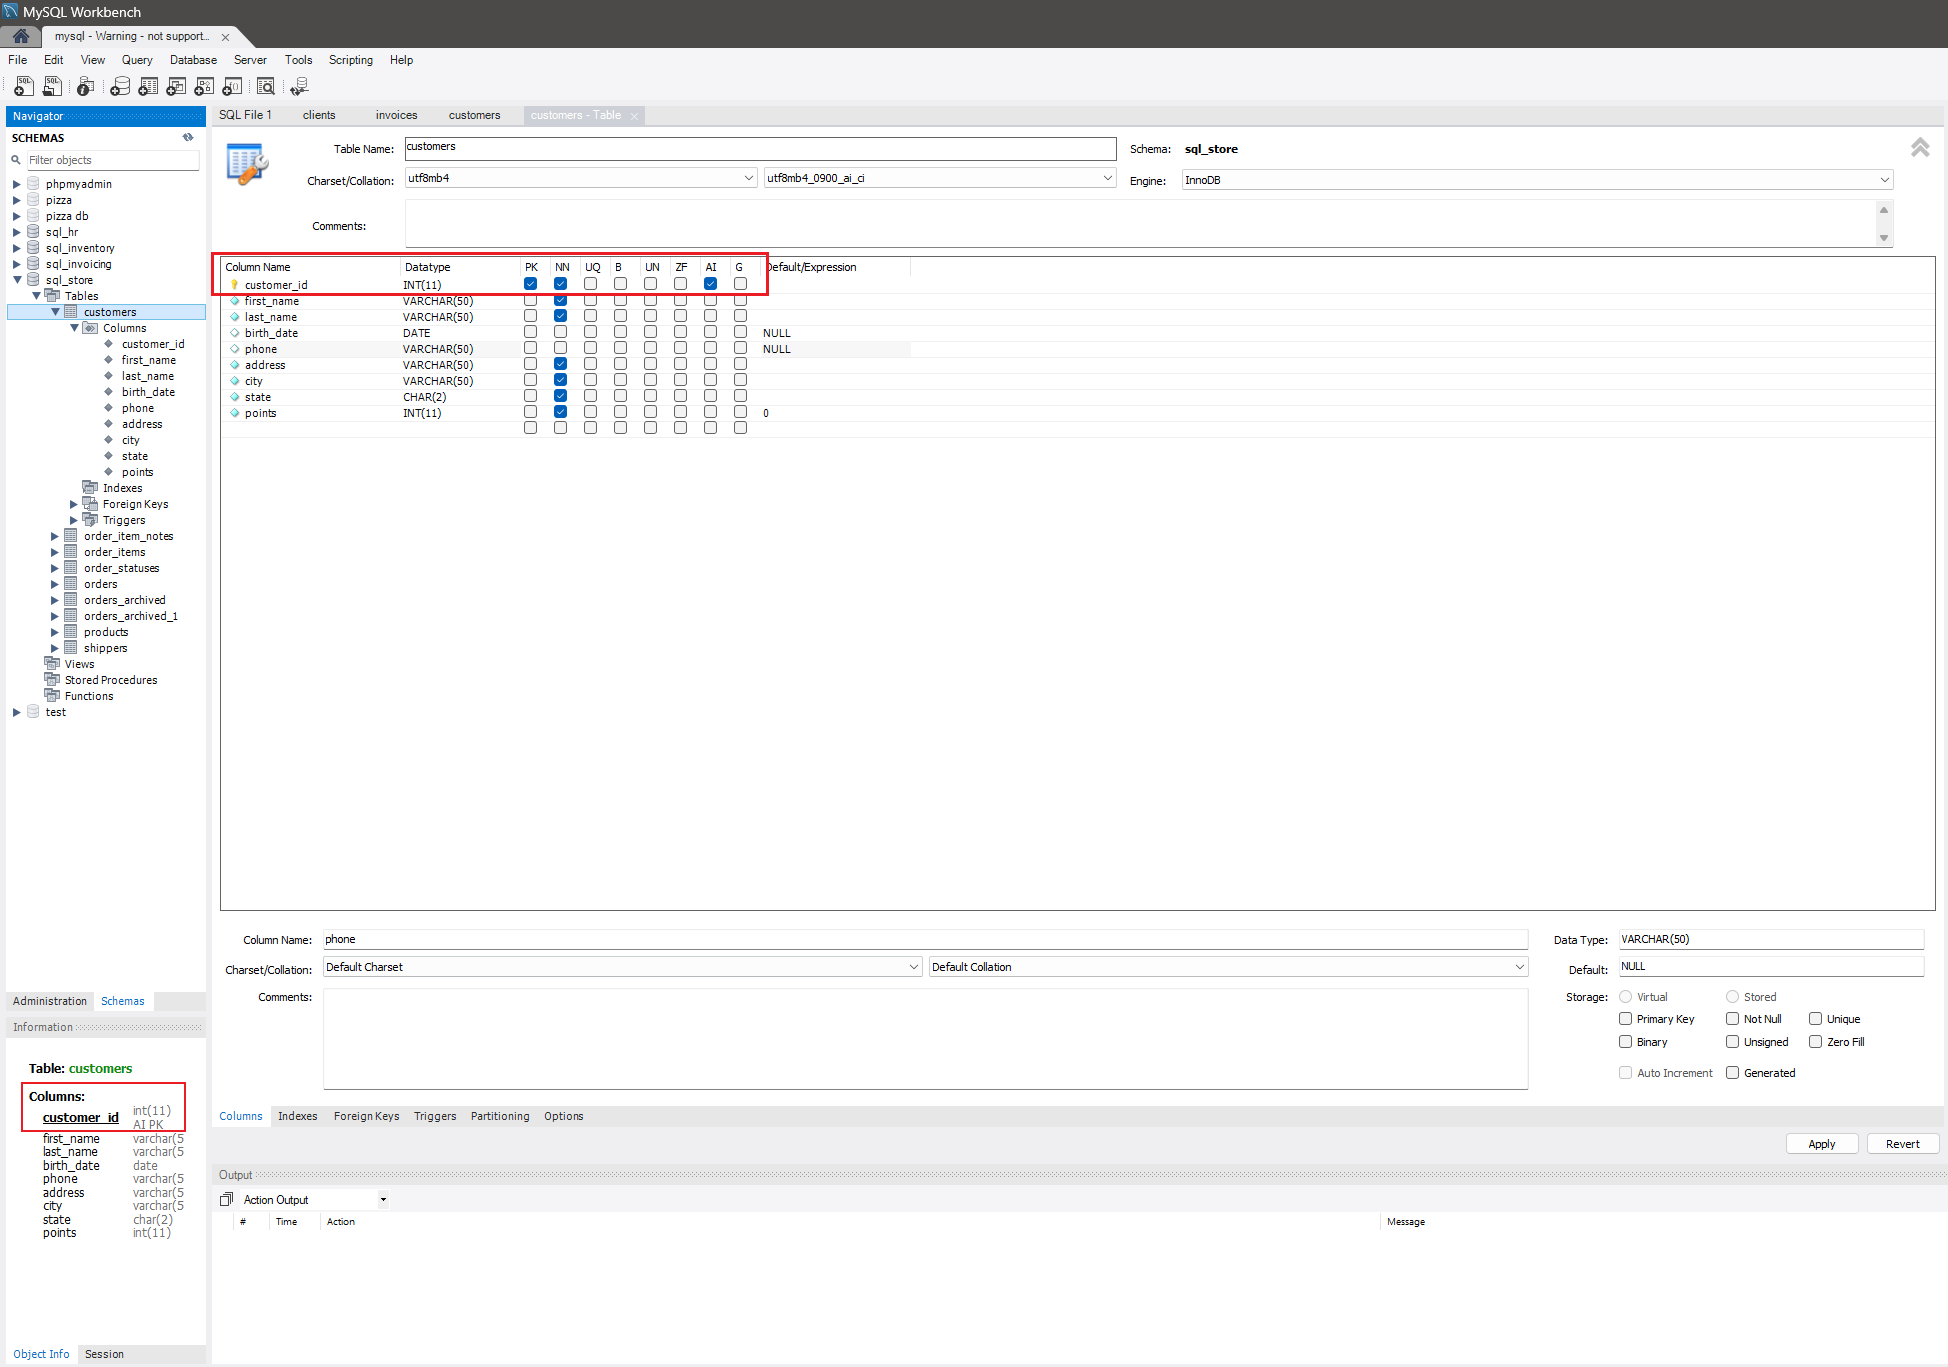 MySQL Workbench
mysql - Warning - not support...
File Edit View Query Database Server Tools Scripting Help
Navigator
SCHEMAS
Filter objects
phpmyadmin
pizza
pizza db
sql_hr
sql_inventory
sql_invoicing
sql_store
Tables
customers
Columns
customer_id
first_name
last_name
birth_date
phone
address
city
state
points
Indexes
Foreign Keys
Triggers
order_item_notes
order_items
order_statuses
orders
orders_archived
orders_archived_1
products
shippers
Views
Stored Procedures
Functions
test
Administration Schemas
Information
Table: customers
Columns:
customer_id int(11)
AI PK
first_name varchar(5
last_name varchar(5
birth_date date
phone varchar(5
address varchar(5
city varchar(5
state char(2)
points int(11)
Object Info Session
SQL File 1 clients invoices customers customers - Table
Table Name: customers Schema: sql_store
Charset/Collation: utf8mb4 utf8mb4_0900_ai_ci Engine: InnoDB
Comments:
Column Name Datatype PK NN UQ B UN ZF AI G Default/Expression
customer_id INT(11)
first_name VARCHAR(50)
last_name VARCHAR(50)
birth_date DATE NULL
phone VARCHAR(50) NULL
address VARCHAR(50)
city VARCHAR(50)
state CHAR(2)
points INT(11) 0
Column Name: phone Data Type: VARCHAR(50)
Charset/Collation: Default Charset Default Collation Default: NULL
Comments: Storage: Virtual Stored
Primary Key Not Null Unique
Binary Unsigned Zero Fill
Auto Increment Generated
Columns Indexes Foreign Keys Triggers Partitioning Options
Apply Revert
Output
Action Output
# Time Action Message